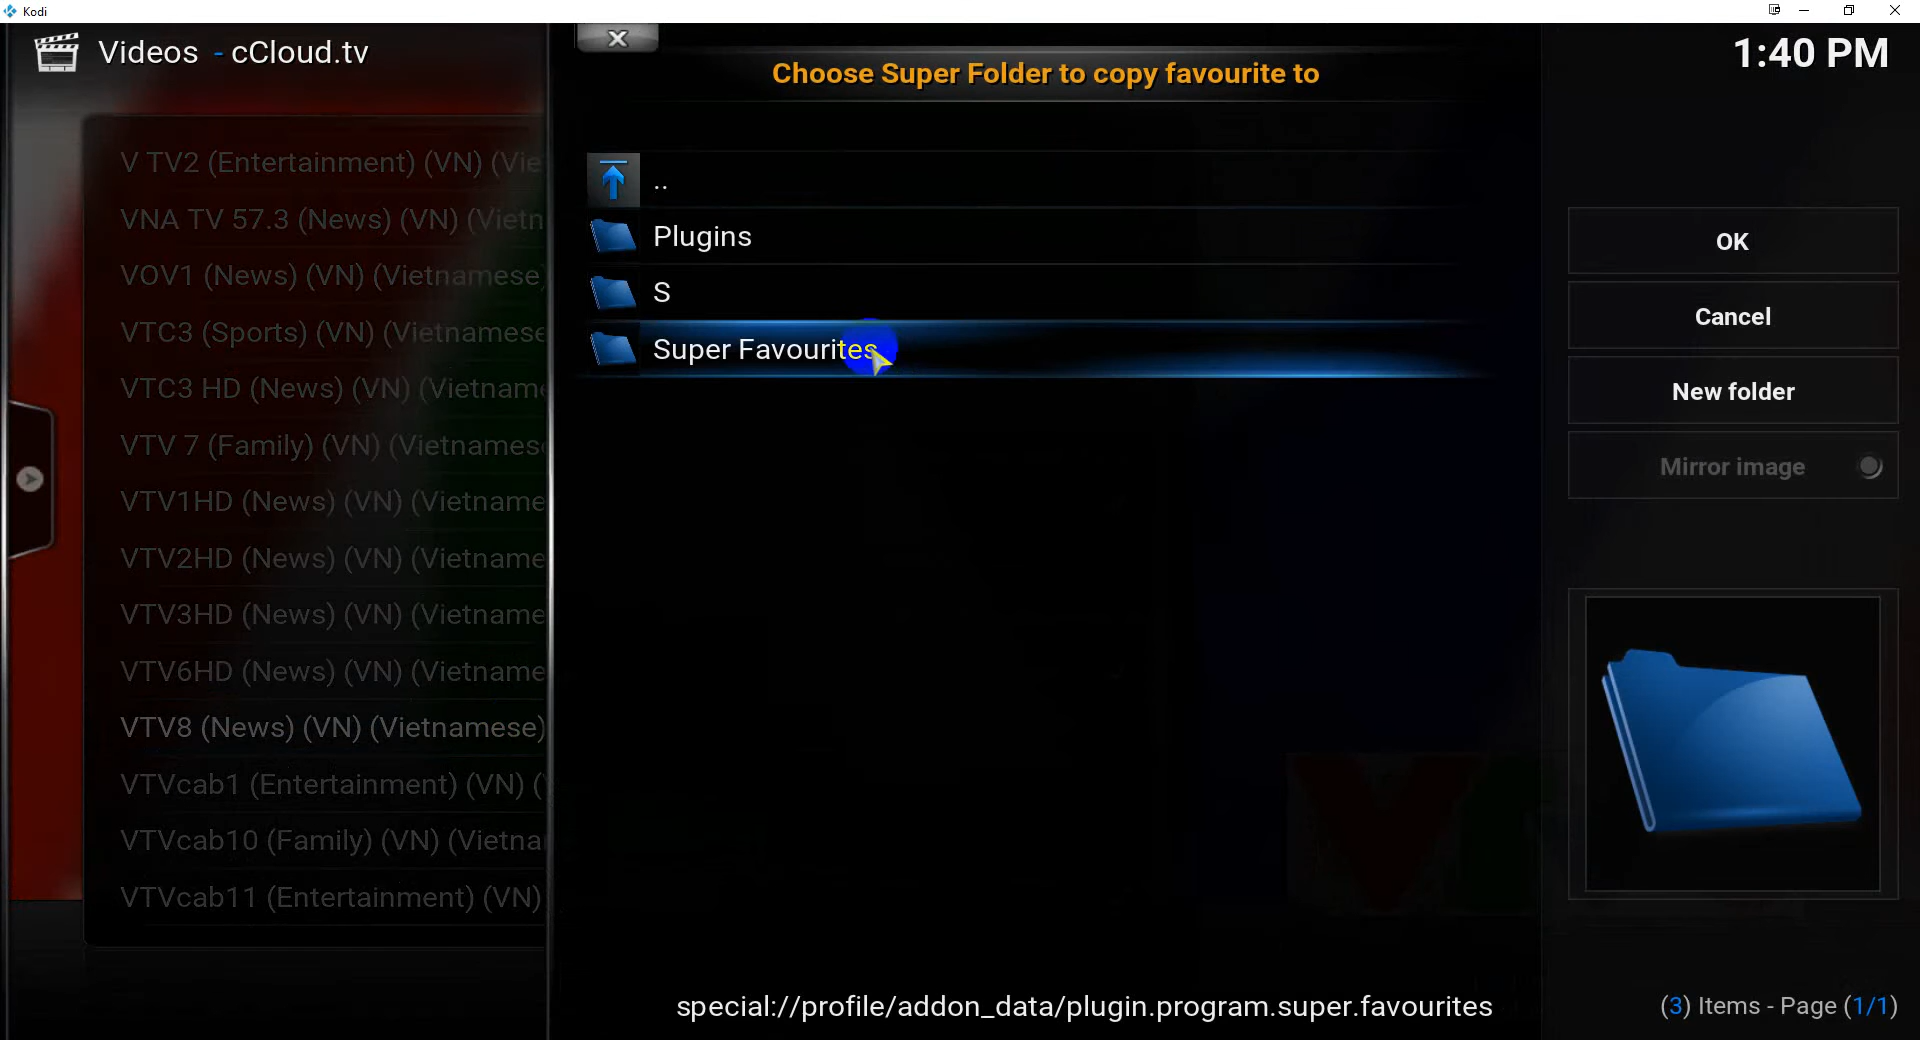 Kodi
Videos - cCloud.tv
1:40 PM
Choose Super Folder to copy favourite to
..
Plugins
S
Super Favourites
OK
Cancel
New folder
Mirror image
V TV2 (Entertainment) (VN) (Vie
VNA TV 57.3 (News) (VN) (Vietn
VOV1 (News) (VN) (Vietnamese)
VTC3 (Sports) (VN) (Vietnamese
VTC3 HD (News) (VN) (Vietname
VTV 7 (Family) (VN) (Vietnamese
VTV1HD (News) (VN) (Vietname
VTV2HD (News) (VN) (Vietname
VTV3HD (News) (VN) (Vietname
VTV6HD (News) (VN) (Vietname
VTV8 (News) (VN) (Vietnamese)
VTVcab1 (Entertainment) (VN) (
VTVcab10 (Family) (VN) (Vietna
VTVcab11 (Entertainment) (VN)
special://profile/addon_data/plugin.program.super.favourites
(3) Items - Page (1/1)